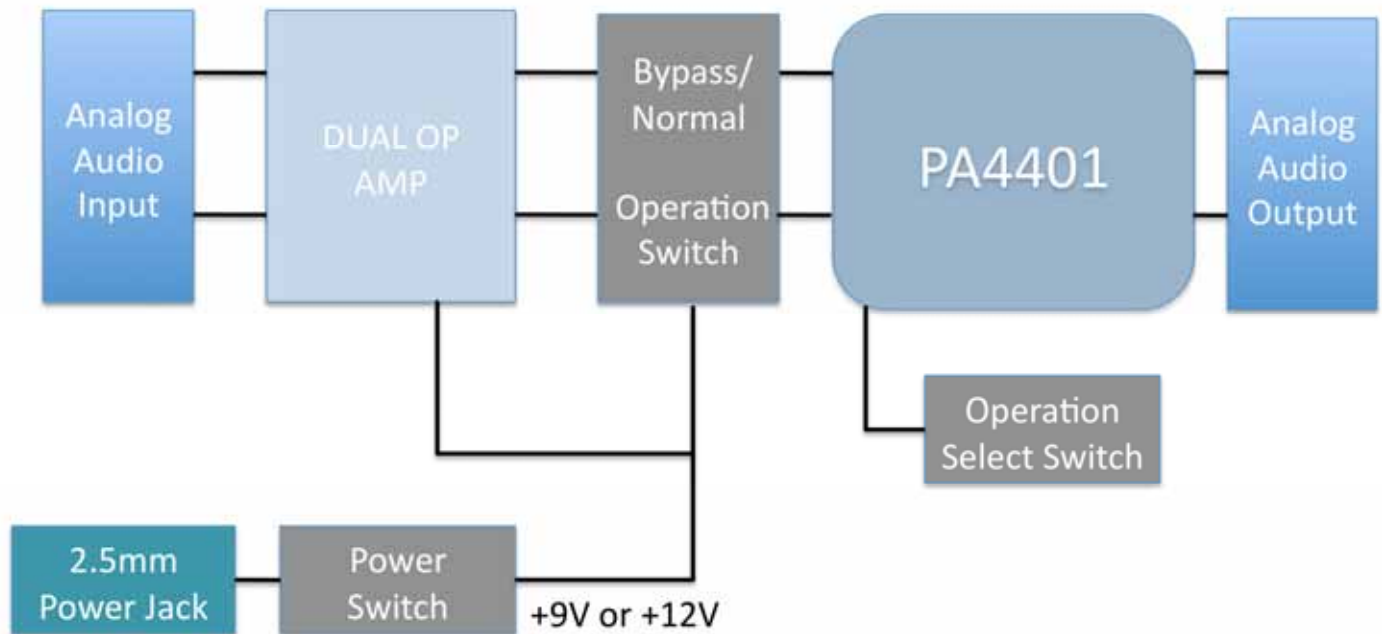 Analog
Audio
Input
DUAL OP
AMP
Bypass/
Normal
Operation
Switch
PA4401
Analog
Audio
Output
Operation
Select Switch
2.5mm
Power Jack
Power
Switch
+9V or +12V